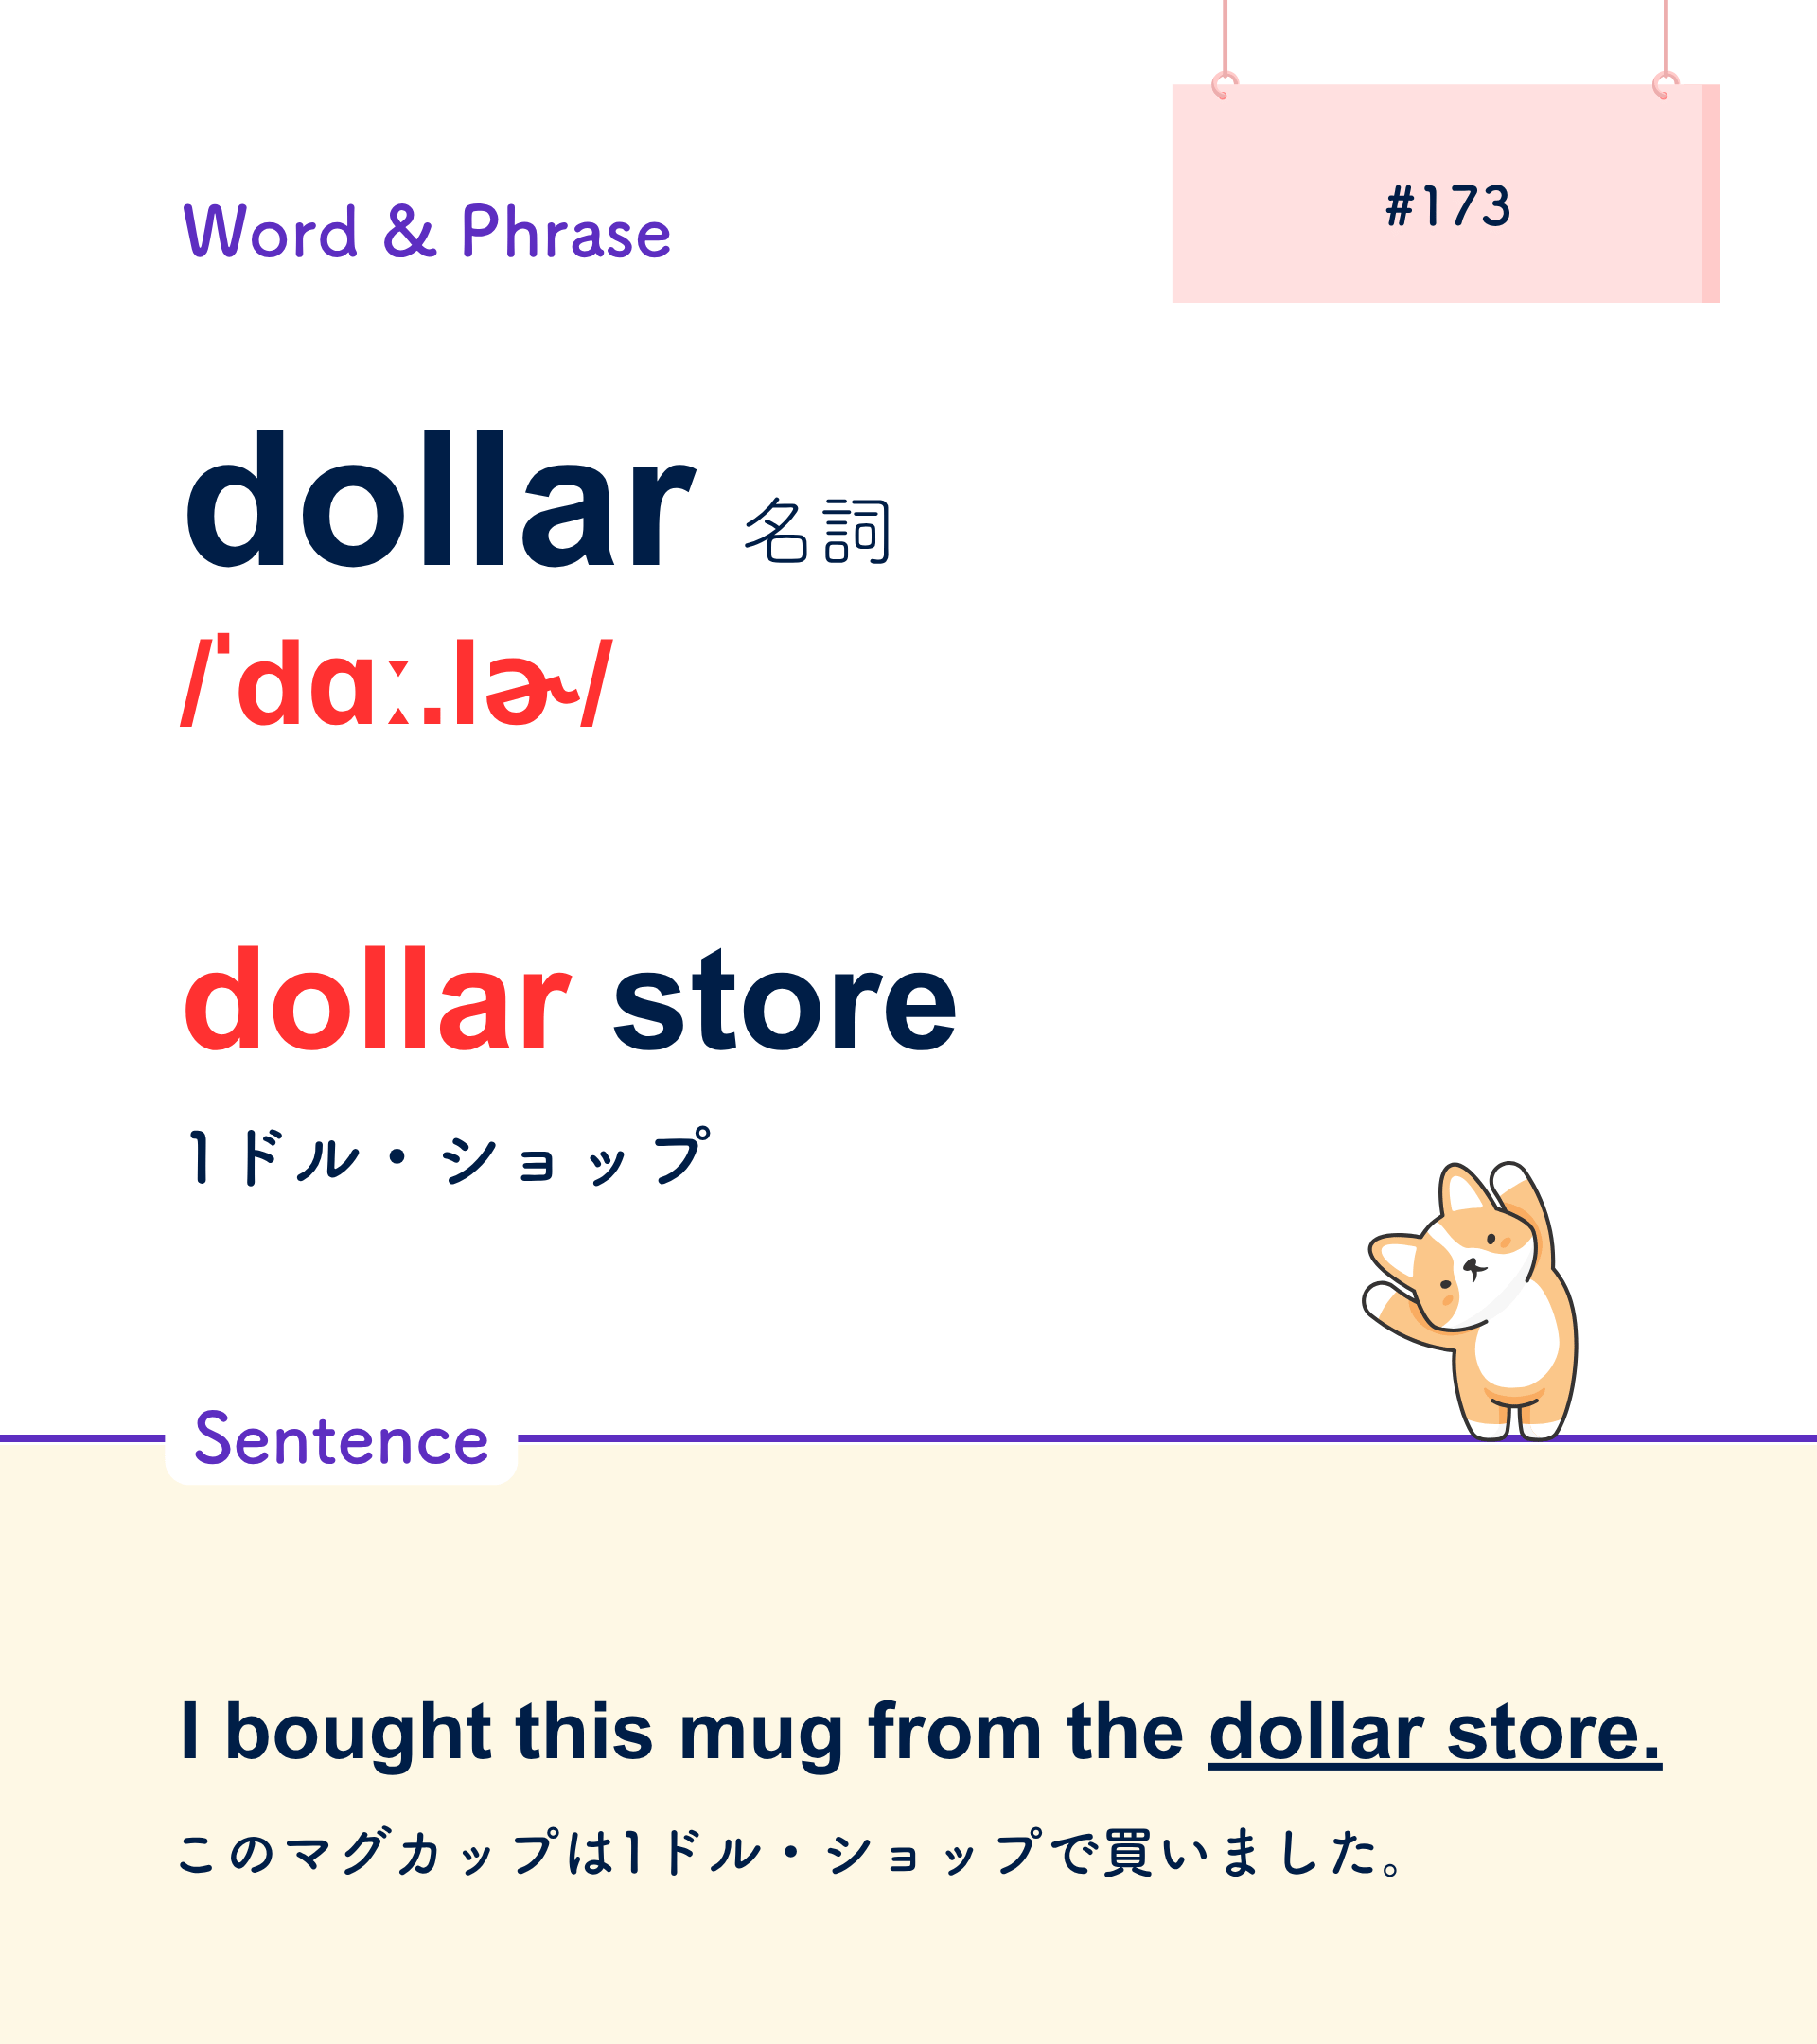 #173
Word & Phrase
dollar 名詞
/ˈdɑː.lɚ/
dollar store
1ドル・ショップ
Sentence
I bought this mug from the dollar store.
このマグカップは1ドル・ショップで買いました。